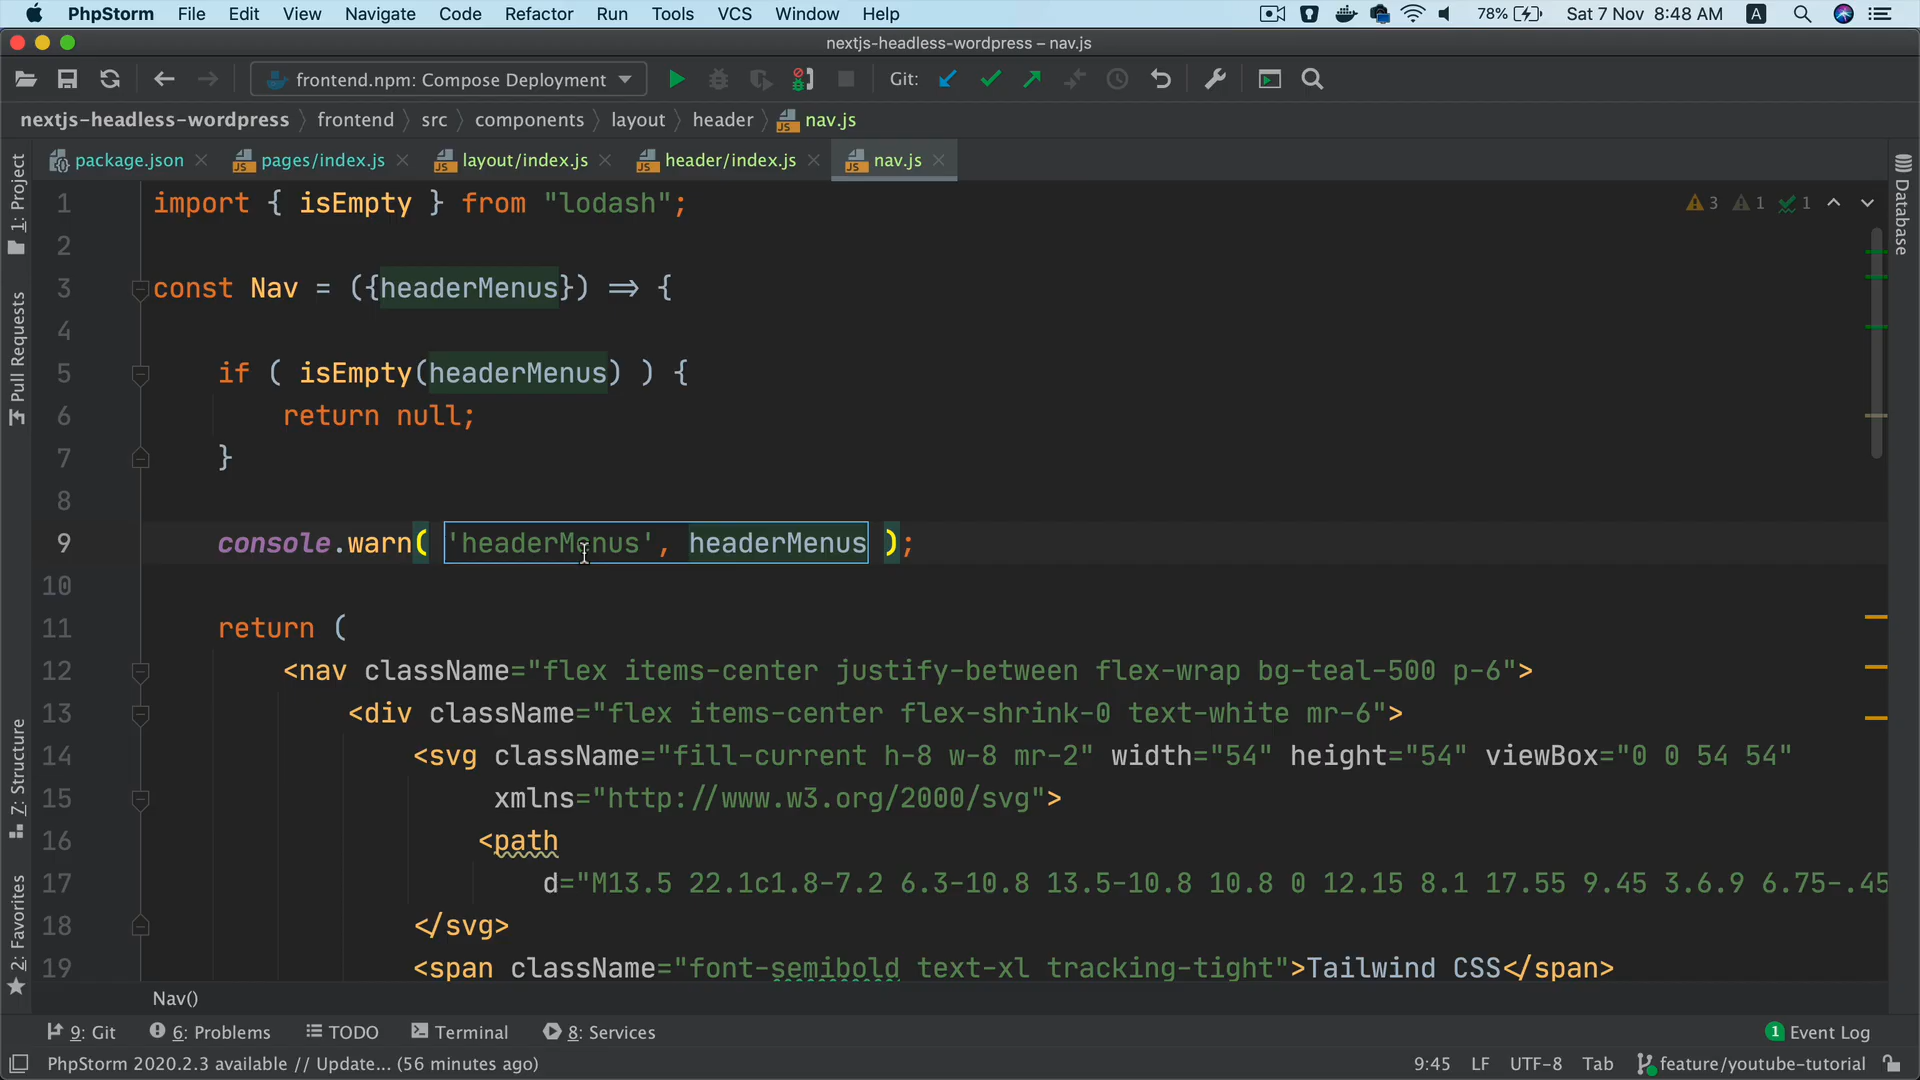 PhpStorm File Edit View Navigate Code Refactor Run Tools VCS Window Help 78% Sat 7 Nov 8:48 AM A
nextjs-headless-wordpress – nav.js
frontend.npm: Compose Deployment Git:
nextjs-headless-wordpress frontend src components layout header nav.js
package.json pages/index.js layout/index.js header/index.js nav.js
1 import { isEmpty } from "lodash"; 3 1 1
2
3 const Nav = ({headerMenus}) => {
4
5 if ( isEmpty(headerMenus) ) {
6 return null;
7 }
8
9 console.warn( 'headerMenus', headerMenus );
10
11 return (
12 <nav className="flex items-center justify-between flex-wrap bg-teal-500 p-6">
13 <div className="flex items-center flex-shrink-0 text-white mr-6">
14 <svg className="fill-current h-8 w-8 mr-2" width="54" height="54" viewBox="0 0 54 54"
15 xmlns="http://www.w3.org/2000/svg">
16 <path
17 d="M13.5 22.1c1.8-7.2 6.3-10.8 13.5-10.8 10.8 0 12.15 8.1 17.55 9.45 3.6.9 6.75-.45
18 </svg>
19 <span className="font-semibold text-xl tracking-tight">Tailwind CSS</span>
Nav()
1: Project
Pull Requests
7: Structure
2: Favorites
Database
9: Git 6: Problems TODO Terminal 8: Services 1 Event Log
PhpStorm 2020.2.3 available // Update... (56 minutes ago) 9:45 LF UTF-8 Tab feature/youtube-tutorial